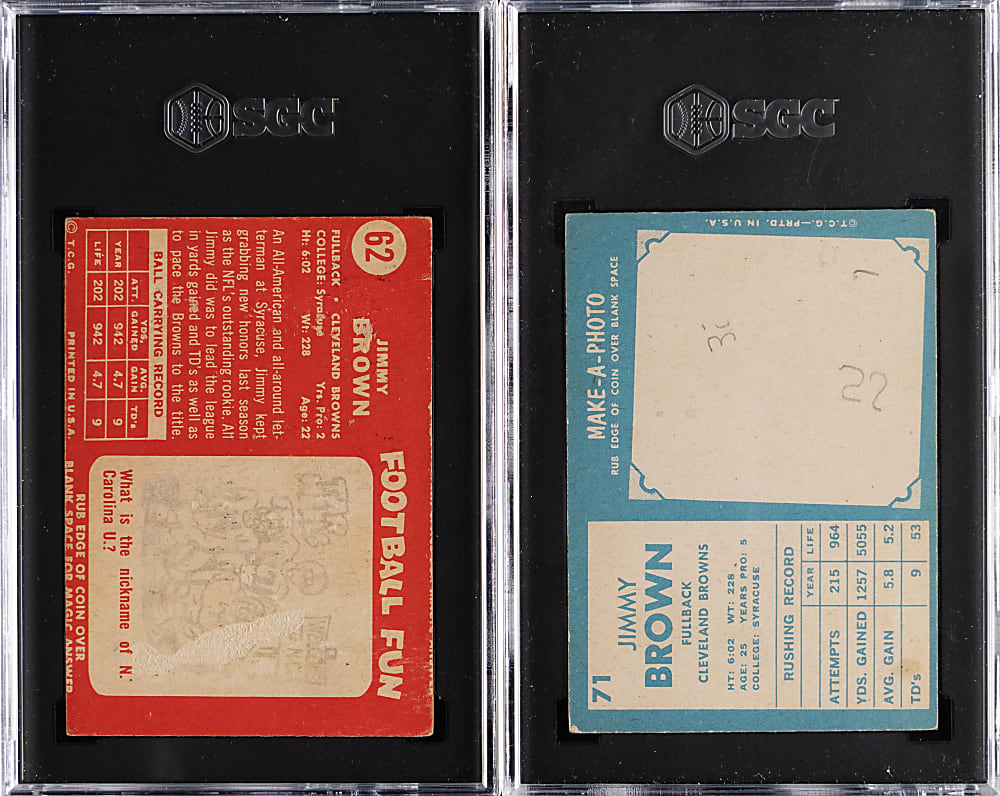 SGC
62
JIMMY
BROWN
FULLBACK • CLEVELAND BROWNS
COLLEGE: Syracuse Yrs. Pro: 2
Ht: 6:02 Wt: 228 Age: 22
An All-American and all-around let-
terman at Syracuse, Jimmy kept
grabbing new honors last season
as the NFL's outstanding rookie. All
Jimmy did was to lead the league
in yards gained and TD's as well as
to pace the Browns to the title.
BALL CARRYING RECORD
YEAR ATT. YDS. GAINED AVG. GAIN TD's
YEAR 202 942 4.7 9
LIFE 202 942 4.7 9
© T.C.G. PRINTED IN U.S.A.
FOOTBALL FUN
What is the nickname of N.
Carolina U.?
RUB EDGE OF COIN OVER
BLANK SPACE FOR MAGIC ANSWER
SGC
©T.C.G.—PRTD. IN U.S.A.
MAKE-A-PHOTO
RUB EDGE OF COIN OVER BLANK SPACE
22
71
JIMMY
BROWN
FULLBACK
CLEVELAND BROWNS
HT: 6:02 WT: 228
AGE: 25 YEARS PRO: 5
COLLEGE: SYRACUSE
RUSHING RECORD
YEAR LIFE
ATTEMPTS 215 964
YDS. GAINED 1257 5055
AVG. GAIN 5.8 5.2
TD's 9 53